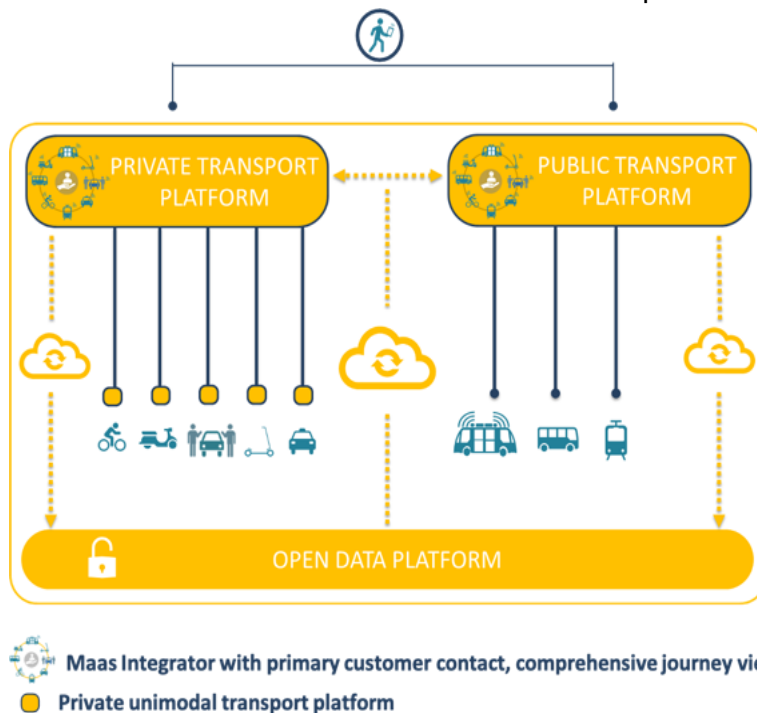 PRIVATE TRANSPORT
PLATFORM
PUBLIC TRANSPORT
PLATFORM
OPEN DATA PLATFORM
Maas Integrator with primary customer contact, comprehensive journey
Private unimodal transport platform